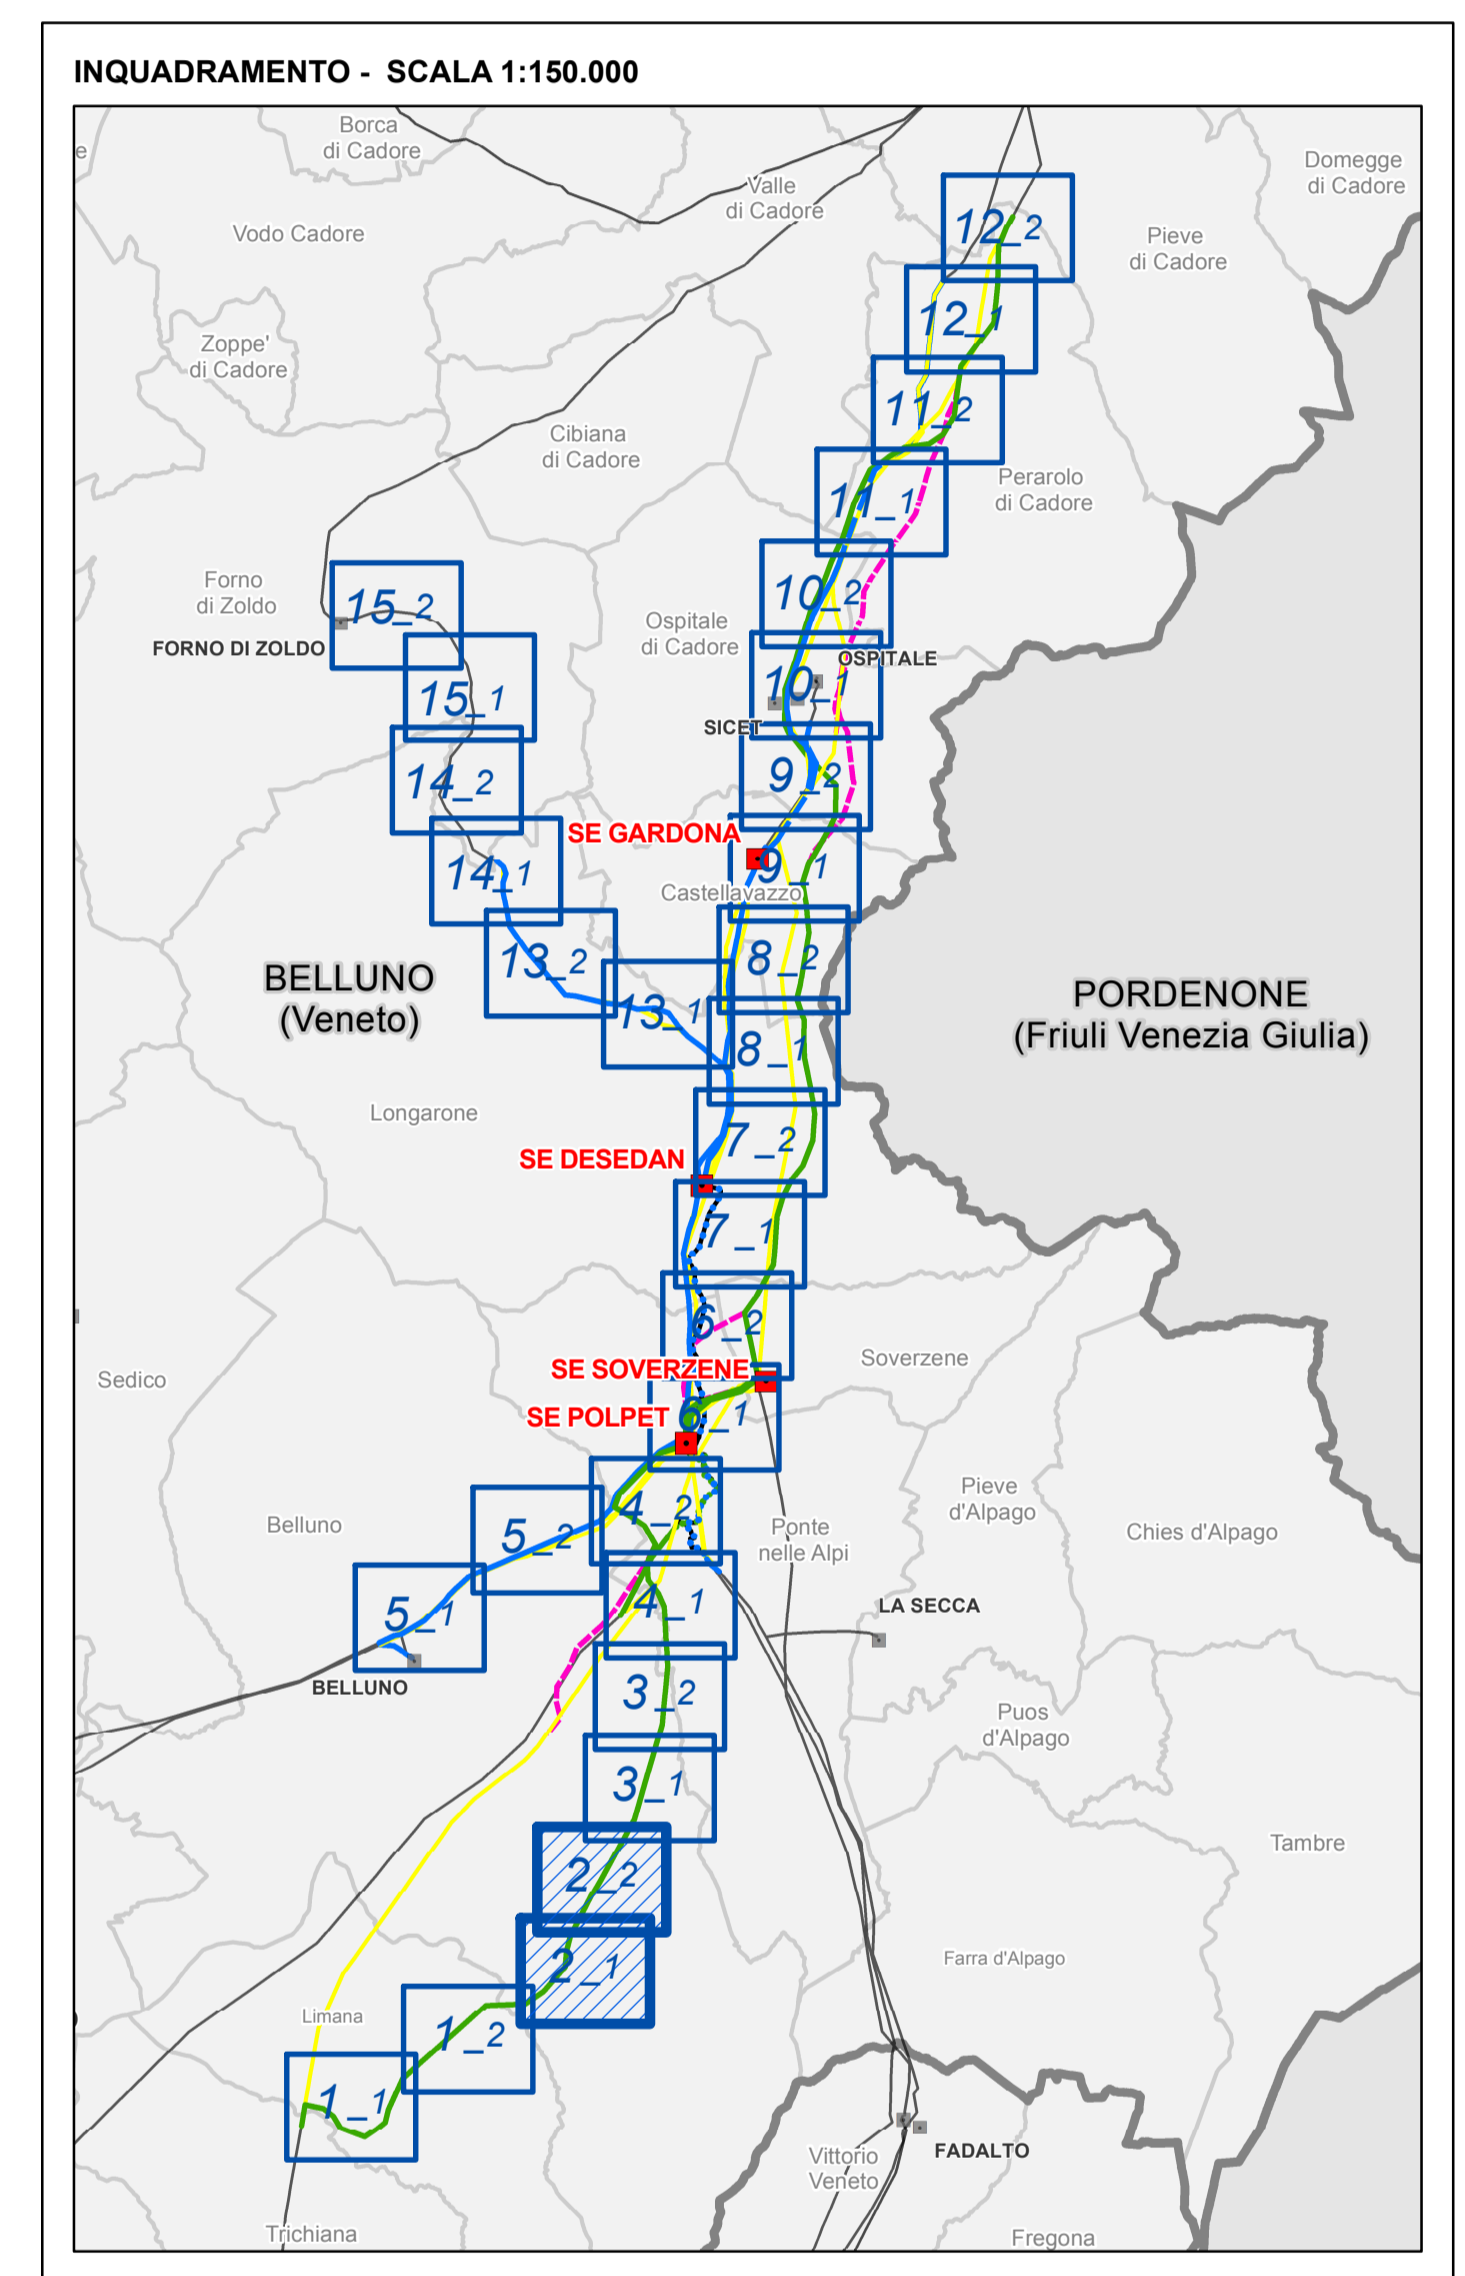 INQUADRAMENTO - SCALA 1:150.000
Borca
di Cadore
e
Domegge
di Cadore
Valle
di Cadore
12_2
Vodo Cadore
Pieve
di Cadore
12_1
Zoppe'
di Cadore
11_2
Cibiana
di Cadore
Perarolo
di Cadore
11_1
Forno
di Zoldo
15_2
10_2
Ospitale
di Cadore
FORNO DI ZOLDO
OSPITALE
15_1
10_1
SICET
14_2
9_2
SE GARDONA
14_1
9_1
Castellavazzo
13_2
8_2
BELLUNO
(Veneto)
PORDENONE
(Friuli Venezia Giulia)
13_1
8_1
Longarone
7_2
SE DESEDAN
7_1
6_2
Soverzene
SE SOVERZENE
Sedico
SE POLPET
6_1
Pieve
d'Alpago
4_2
Belluno
5_2
Ponte
nelle Alpi
Chies d'Alpago
5_1
4_1
LA SECCA
BELLUNO
3_2
Puos
d'Alpago
3_1
Tambre
2_2
2_1
Farra d'Alpago
Limana
1_2
1_1
FADALTO
Vittorio
Veneto
Trichiana
Fregona